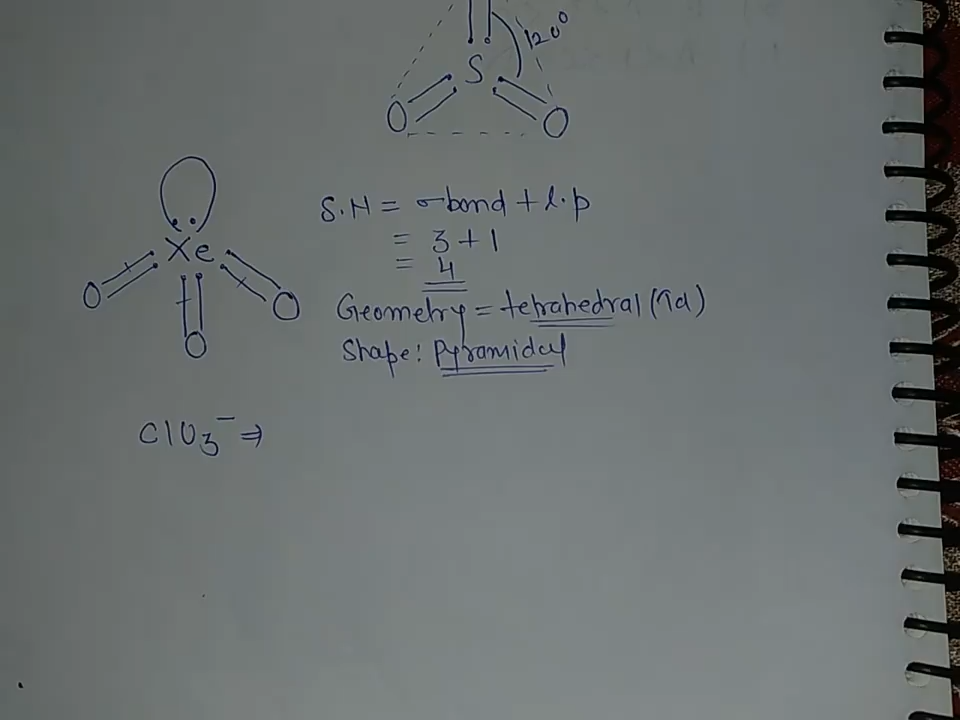 120°
S
O O
S.N = σ bond + l.p
= 3 + 1
= 4
Xe
O O
O
Geometry = tetrahedral (Td)
Shape: Pyramidal
ClO3⁻ ⇒